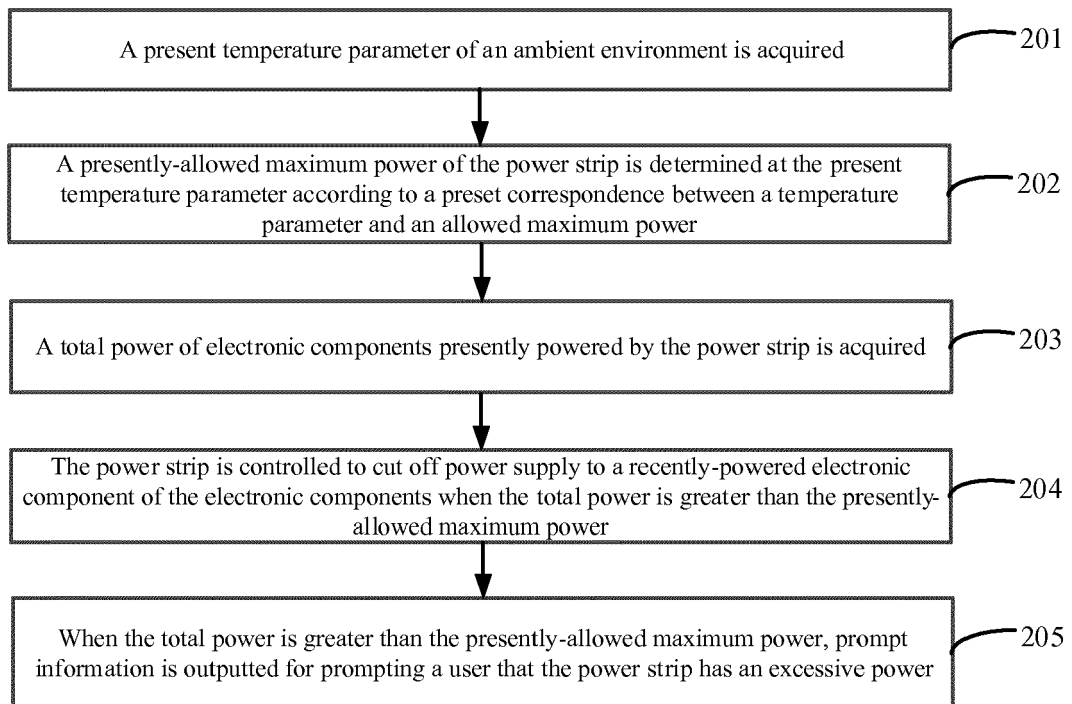 A present temperature parameter of an ambient environment is acquired
201
A presently-allowed maximum power of the power strip is determined at the present
temperature parameter according to a preset correspondence between a temperature
parameter and an allowed maximum power
202
A total power of electronic components presently powered by the power strip is acquired
203
The power strip is controlled to cut off power supply to a recently-powered electronic
component of the electronic components when the total power is greater than the presently-
allowed maximum power
204
When the total power is greater than the presently-allowed maximum power, prompt
information is outputted for prompting a user that the power strip has an excessive power
205